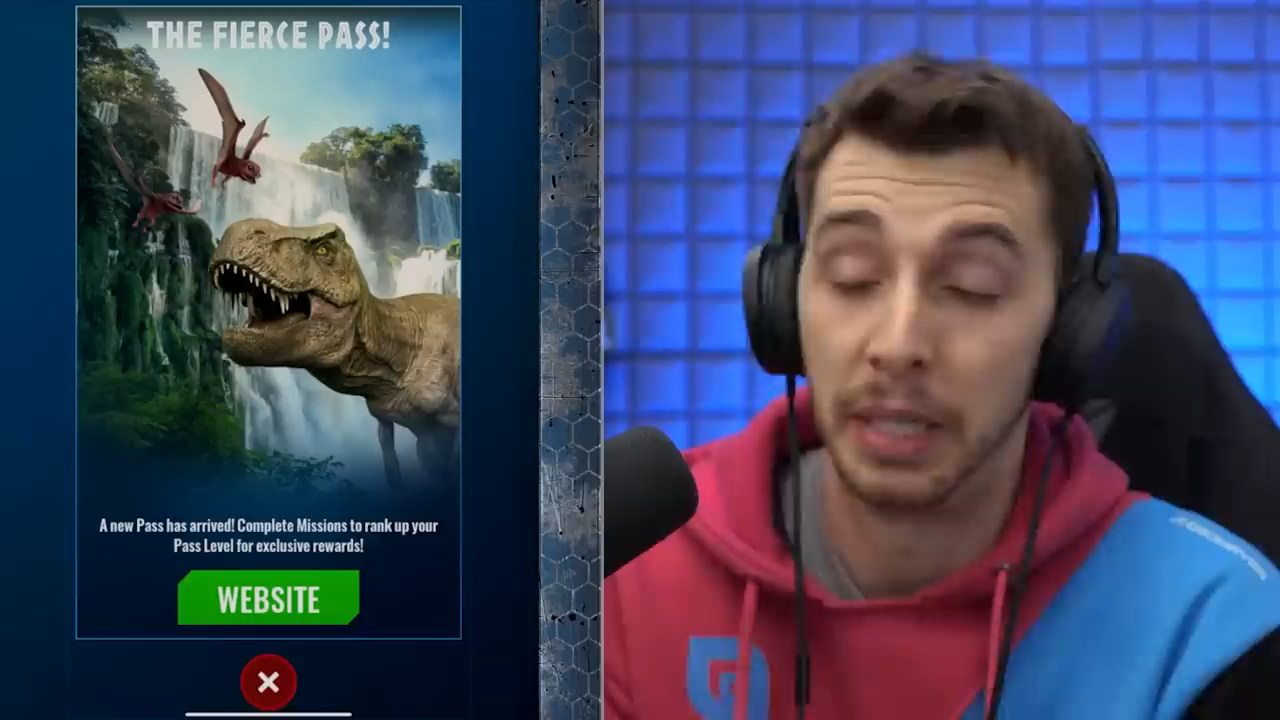 THE FIERCE PASS!
A new Pass has arrived! Complete Missions to rank up your
Pass Level for exclusive rewards!
WEBSITE